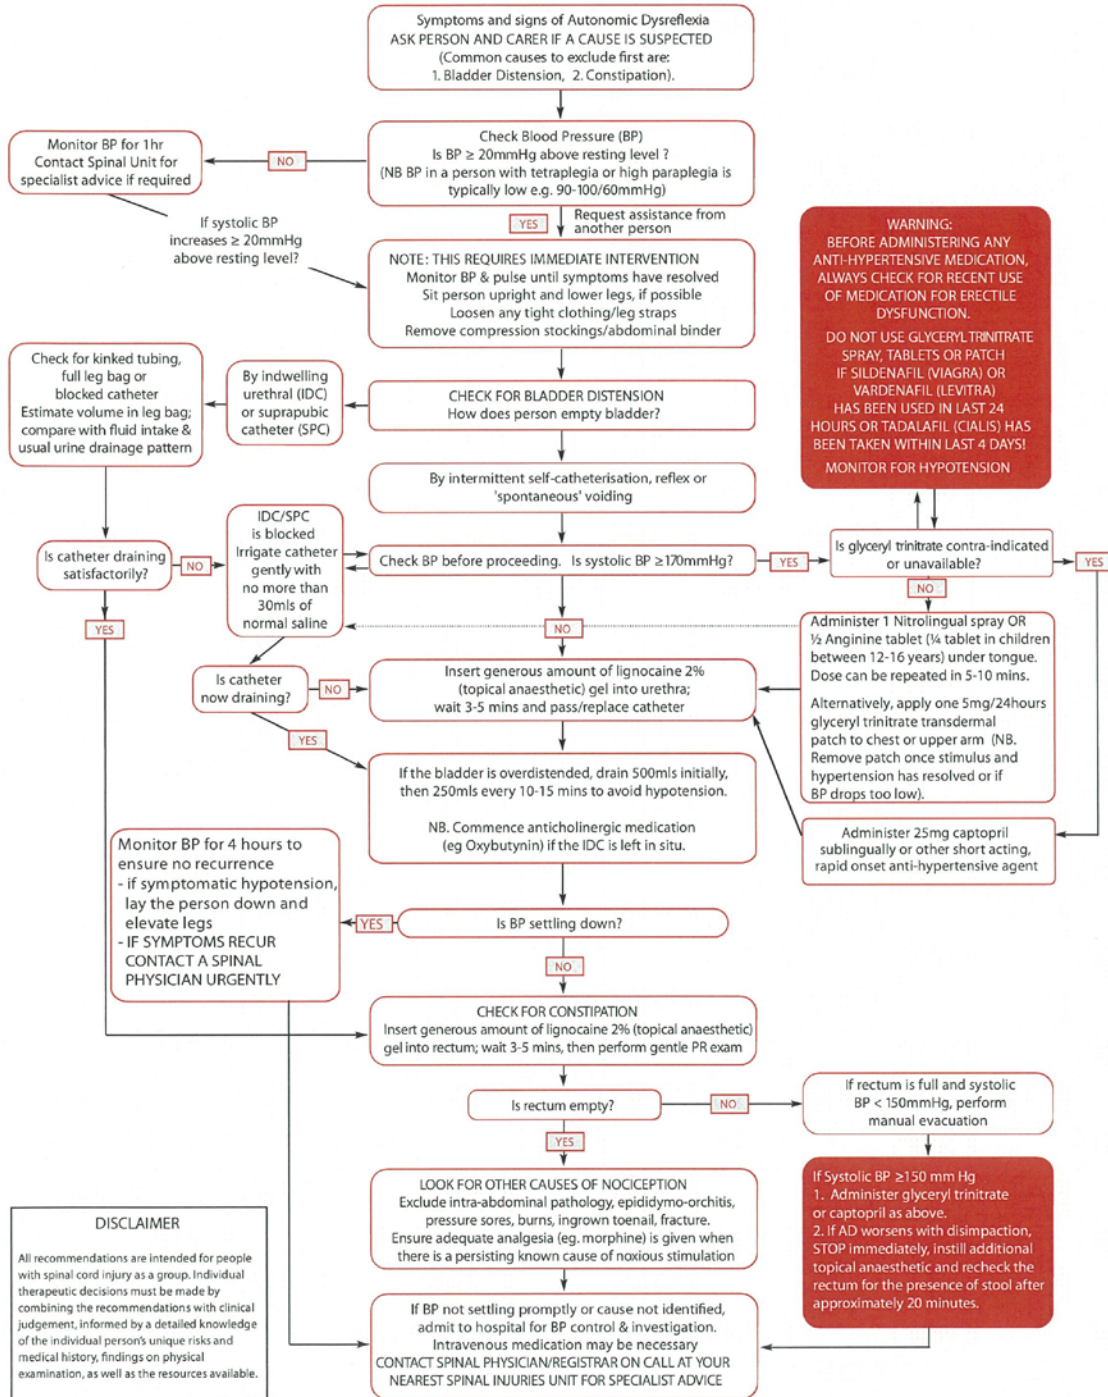 Symptoms and signs of Autonomic Dysreflexia
ASK PERSON AND CARER IF A CAUSE IS SUSPECTED
(Common causes to exclude first are:
1. Bladder Distension, 2. Constipation).
Check Blood Pressure (BP)
Is BP ≥ 20mmHg above resting level ?
(NB BP in a person with tetraplegia or high paraplegia is
typically low e.g. 90-100/60mmHg)
NO
Monitor BP for 1hr
Contact Spinal Unit for
specialist advice if required
If systolic BP
increases ≥ 20mmHg
above resting level?
YES
Request assistance from
another person
NOTE: THIS REQUIRES IMMEDIATE INTERVENTION
Monitor BP & pulse until symptoms have resolved
Sit person upright and lower legs, if possible
Loosen any tight clothing/leg straps
Remove compression stockings/abdominal binder
WARNING:
BEFORE ADMINISTERING ANY
ANTI-HYPERTENSIVE MEDICATION,
ALWAYS CHECK FOR RECENT USE
OF MEDICATION FOR ERECTILE
DYSFUNCTION.
DO NOT USE GLYCERYL TRINITRATE
SPRAY, TABLETS OR PATCH
IF SILDENAFIL (VIAGRA) OR
VARDENAFIL (LEVITRA)
HAS BEEN USED IN LAST 24
HOURS OR TADALAFIL (CIALIS) HAS
BEEN TAKEN WITHIN LAST 4 DAYS!
MONITOR FOR HYPOTENSION
CHECK FOR BLADDER DISTENSION
How does person empty bladder?
By indwelling
urethral (IDC)
or suprapubic
catheter (SPC)
Check for kinked tubing,
full leg bag or
blocked catheter
Estimate volume in leg bag;
compare with fluid intake &
usual urine drainage pattern
By intermittent self-catheterisation, reflex or
'spontaneous' voiding
Is catheter draining
satisfactorily?
NO
IDC/SPC
is blocked
Irrigate catheter
gently with
no more than
30mls of
normal saline
Check BP before proceeding. Is systolic BP ≥170mmHg?
YES
Is glyceryl trinitrate contra-indicated
or unavailable?
YES
NO
YES
NO
Administer 1 Nitrolingual spray OR
½ Anginine tablet (¼ tablet in children
between 12-16 years) under tongue.
Dose can be repeated in 5-10 mins.
Alternatively, apply one 5mg/24hours
glyceryl trinitrate transdermal
patch to chest or upper arm (NB.
Remove patch once stimulus and
hypertension has resolved or if
BP drops too low).
Is catheter
now draining?
NO
Insert generous amount of lignocaine 2%
(topical anaesthetic) gel into urethra;
wait 3-5 mins and pass/replace catheter
YES
If the bladder is overdistended, drain 500mls initially,
then 250mls every 10-15 mins to avoid hypotension.
NB. Commence anticholinergic medication
(eg Oxybutynin) if the IDC is left in situ.
Administer 25mg captopril
sublingually or other short acting,
rapid onset anti-hypertensive agent
Monitor BP for 4 hours to
ensure no recurrence
- if symptomatic hypotension,
lay the person down and
elevate legs
- IF SYMPTOMS RECUR
CONTACT A SPINAL
PHYSICIAN URGENTLY
YES
Is BP settling down?
NO
CHECK FOR CONSTIPATION
Insert generous amount of lignocaine 2% (topical anaesthetic)
gel into rectum; wait 3-5 mins, then perform gentle PR exam
Is rectum empty?
NO
If rectum is full and systolic
BP < 150mmHg, perform
manual evacuation
YES
LOOK FOR OTHER CAUSES OF NOCICEPTION
Exclude intra-abdominal pathology, epididymo-orchitis,
pressure sores, burns, ingrown toenail, fracture.
Ensure adequate analgesia (eg. morphine) is given when
there is a persisting known cause of noxious stimulation
If Systolic BP ≥150 mm Hg
1. Administer glyceryl trinitrate
or captopril as above.
2. If AD worsens with disimpaction,
STOP immediately, instill additional
topical anaesthetic and recheck the
rectum for the presence of stool after
approximately 20 minutes.
If BP not settling promptly or cause not identified,
admit to hospital for BP control & investigation.
Intravenous medication may be necessary
CONTACT SPINAL PHYSICIAN/REGISTRAR ON CALL AT YOUR
NEAREST SPINAL INJURIES UNIT FOR SPECIALIST ADVICE
DISCLAIMER
All recommendations are intended for people
with spinal cord injury as a group. Individual
therapeutic decisions must be made by
combining the recommendations with clinical
judgement, informed by a detailed knowledge
of the individual person's unique risks and
medical history, findings on physical
examination, as well as the resources available.